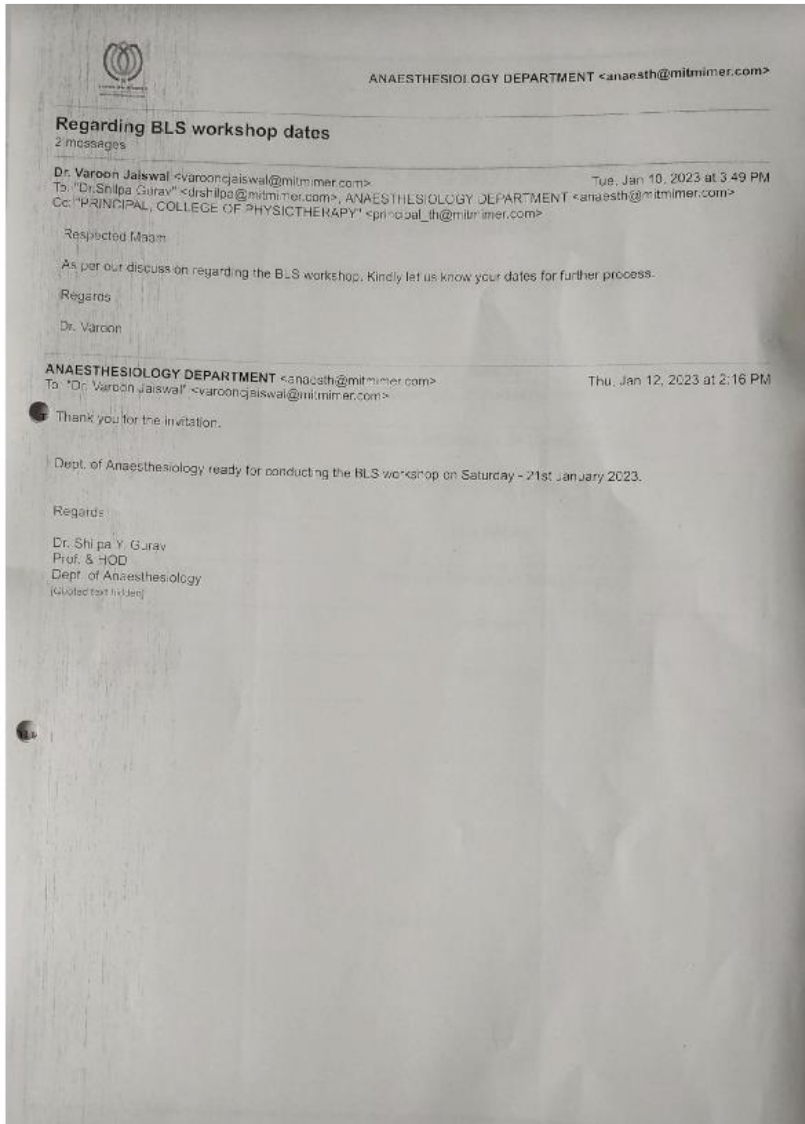 ANAESTHESIOLOGY DEPARTMENT <anaesth@mitmimer.com>
Regarding BLS workshop dates
2 messages
Dr. Varoon Jaiswal <varooncjaiswal@mitmimer.com> Tue, Jan 10, 2023 at 3:49 PM
To: "Dr.Shilpa Gurav" <drshilpa@mitmimer.com>, ANAESTHESIOLOGY DEPARTMENT <anaesth@mitmimer.com>
Cc: "PRINCIPAL, COLLEGE OF PHYSICTHERAPY" <principal_th@mitmimer.com>
Respected Maam
As per our discussion regarding the BLS workshop. Kindly let us know your dates for further process.
Regards
Dr. Varoon
ANAESTHESIOLOGY DEPARTMENT <anaesth@mitmimer.com> Thu, Jan 12, 2023 at 2:16 PM
To: "Dr. Varoon Jaiswal" <varooncjaiswal@mitmimer.com>
Thank you for the invitation.
Dept. of Anaesthesiology ready for conducting the BLS workshop on Saturday - 21st January 2023.
Regards
Dr. Shilpa Y. Gurav
Prof. & HOD
Dept. of Anaesthesiology
[Quoted text hidden]